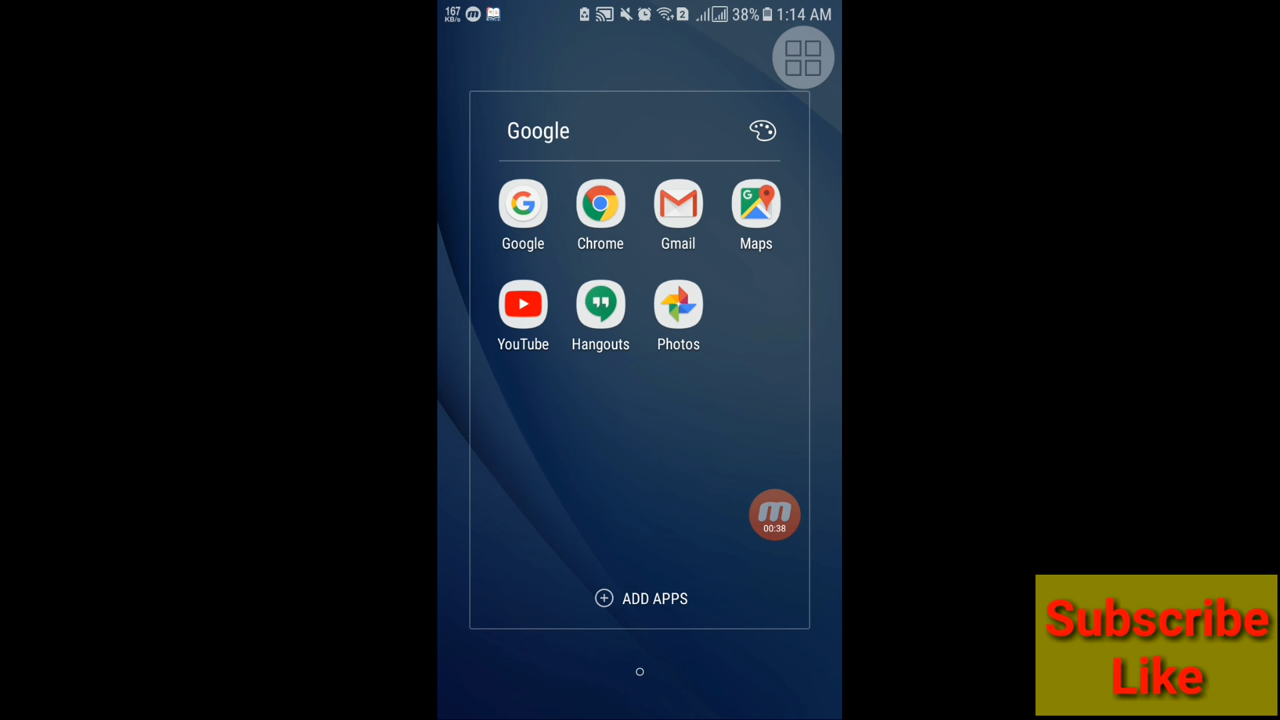 167
KB/s
2
38%
1:14 AM
Google
Google
Chrome
Gmail
Maps
YouTube
Hangouts
Photos
00:38
ADD APPS
Subscribe
Like